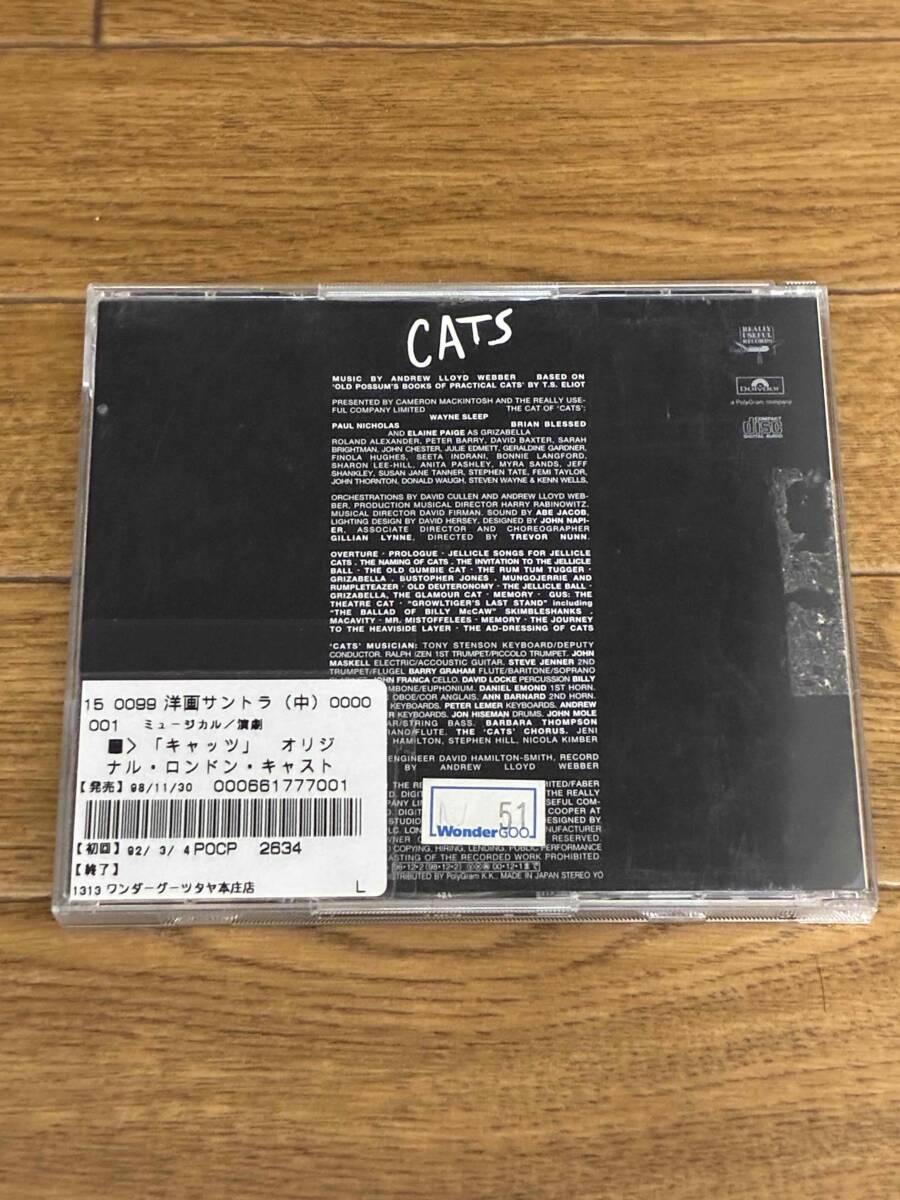 CATS
REALLY
USEFUL
RECORDS
MUSIC BY ANDREW LLOYD WEBBER BASED ON
'OLD POSSUM'S BOOKS OF PRACTICAL CATS' BY T.S. ELIOT
Polydor
a PolyGram company
COMPACT
disc
DIGITAL AUDIO
PRESENTED BY CAMERON MACKINTOSH AND THE REALLY USE-
FUL COMPANY LIMITED THE CAT OF 'CATS':
WAYNE SLEEP
PAUL NICHOLAS BRIAN BLESSED
AND ELAINE PAIGE AS GRIZABELLA
ROLAND ALEXANDER, PETER BARRY, DAVID BAXTER, SARAH
BRIGHTMAN, JOHN CHESTER, JULIE EDMETT, GERALDINE GARDNER,
FINOLA HUGHES, SEETA INDRANI, BONNIE LANGFORD,
SHARON LEE-HILL, ANITA PASHLEY, MYRA SANDS, JEFF
SHANKLEY, SUSAN JANE TANNER, STEPHEN TATE, FEMI TAYLOR,
JOHN THORNTON, DONALD WAUGH, STEVEN WAYNE & KENN WELLS,
ORCHESTRATIONS BY DAVID CULLEN AND ANDREW LLOYD WEB-
BER, PRODUCTION MUSICAL DIRECTOR HARRY RABINOWITZ.
MUSICAL DIRECTOR DAVID FIRMAN. SOUND BY ABE JACOB,
LIGHTING DESIGN BY DAVID HERSEY, DESIGNED BY JOHN NAPI-
ER, ASSOCIATE DIRECTOR AND CHOREOGRAPHER
GILLIAN LYNNE, DIRECTED BY TREVOR NUNN.
OVERTURE · PROLOGUE · JELLICLE SONGS FOR JELLICLE
CATS . THE NAMING OF CATS . THE INVITATION TO THE JELLICLE
BALL · THE OLD GUMBIE CAT · THE RUM TUM TUGGER ·
GRIZABELLA . BUSTOPHER JONES . MUNGOJERRIE AND
RUMPLETEAZER · OLD DEUTERONOMY · THE JELLICLE BALL ·
GRIZABELLA, THE GLAMOUR CAT · MEMORY · GUS: THE
THEATRE CAT · "GROWLTIGER'S LAST STAND" including
"THE BALLAD OF BILLY McCAW" SKIMBLESHANKS .
MACAVITY · MR. MISTOFFELEES · MEMORY · THE JOURNEY
TO THE HEAVISIDE LAYER · THE AD-DRESSING OF CATS
'CATS' MUSICIAN: TONY STENSON KEYBOARD/DEPUTY
CONDUCTOR. RALPH IZEN 1ST TRUMPET/PICCOLO TRUMPET. JOHN
MASKELL ELECTRIC/ACCOUSTIC GUITAR. STEVE JENNER 2ND
TRUMPET/FLUGEL BARRY GRAHAM FLUTE/BARITONE/SOPRANO
JOHN FRANCA CELLO. DAVID LOCKE PERCUSSION BILLY
TROMBONE/EUPHONIUM. DANIEL EMOND 1ST HORN.
OBOE/COR ANGLAIS. ANN BARNARD 2ND HORN.
KEYBOARDS. PETER LEMER KEYBOARDS. ANDREW
KEYBOARDS. JON HISEMAN DRUMS. JOHN MOLE
/STRING BASS. BARBARA THOMPSON
/FLUTE. THE 'CATS' CHORUS. JENI
HAMILTON, STEPHEN HILL, NICOLA KIMBER
ENGINEER DAVID HAMILTON-SMITH, RECORD
BY ANDREW LLOYD WEBBER
15 0099 洋画サントラ (中) 0000
001 ミュージカル/演劇
■> 「キャッツ」 オリジ
ナル・ロンドン・キャスト
【発売】98/11/30 000661777001
【初回】92/ 3/ 4 POCP 2634
【終了】
1313 ワンダーグーツタヤ本庄店 L
51
WonderGOO
COPYING, HIRING, LENDING, PUBLIC PERFORMANCE
OF THE RECORDED WORK PROHIBITED.
BY PolyGram K.K., MADE IN JAPAN STEREO